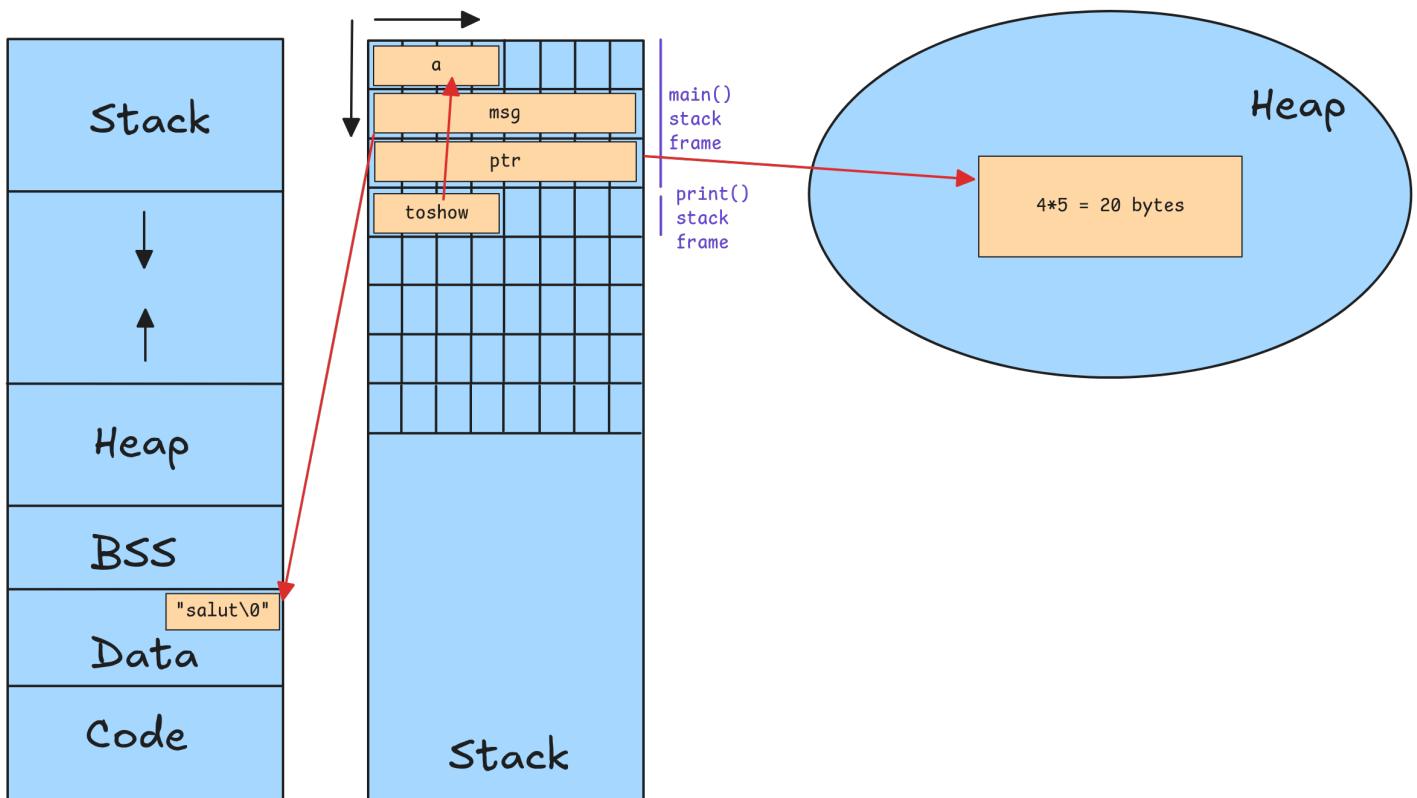 Stack
Heap
BSS
"salut\0"
Data
Code
a
msg
ptr
toshow
Stack
main()
stack
frame
print()
stack
frame
Heap
4*5 = 20 bytes